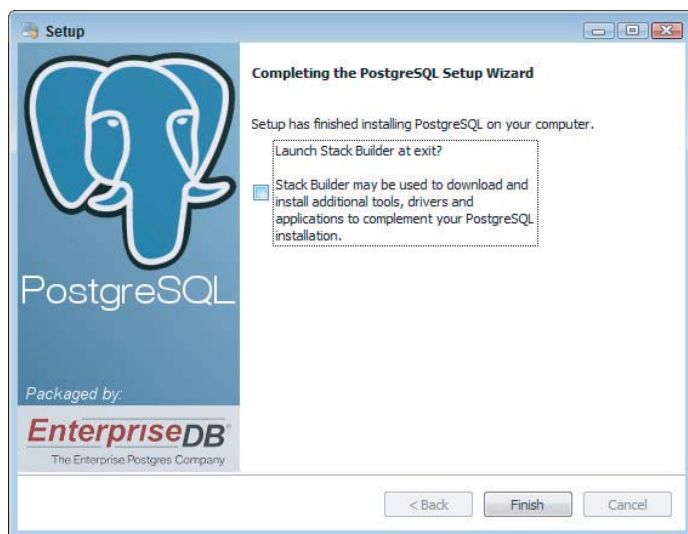 Setup
Completing the PostgreSQL Setup Wizard
Setup has finished installing PostgreSQL on your computer.
Launch Stack Builder at exit?
Stack Builder may be used to download and
install additional tools, drivers and
applications to complement your PostgreSQL
installation.
PostgreSQL
Packaged by:
EnterpriseDB®
The Enterprise Postgres Company
< Back
Finish
Cancel